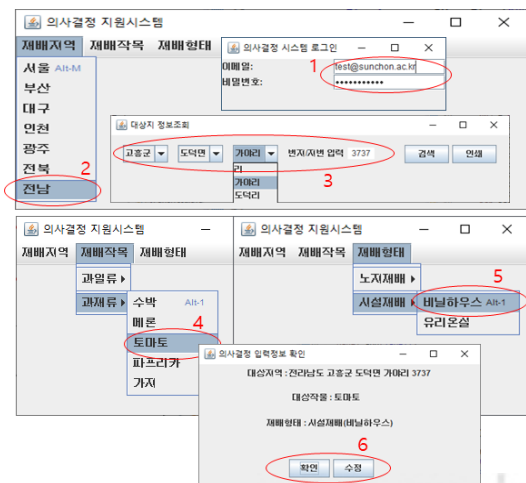 의사결정 지원시스템
재배지역 재배작목 재배형태
서울 Alt-M
부산
대구
인천
광주
전북
전남
2
의사결정 시스템 로그인
이메일: test@sunchon.ac.kr
비밀번호: •••••••••••
1
대상지 정보조회
고흥군 도덕면 가야리 번지/지번 입력 3737 검색 인쇄
리
가야리
도덕리
3
의사결정 지원시스템
재배지역 재배작목 재배형태
과일류
과채류
수박 Alt-1
메론
토마토
파프리카
가지
4
의사결정 지원시스템
재배지역 재배작목 재배형태
노지재배
시설재배
비닐하우스 Alt-1
유리온실
5
의사결정 입력정보 확인
대상지역 : 전라남도 고흥군 도덕면 가야리 3737
대상작물 : 토마토
재배형태 : 시설재배(비닐하우스)
6
확인 수정